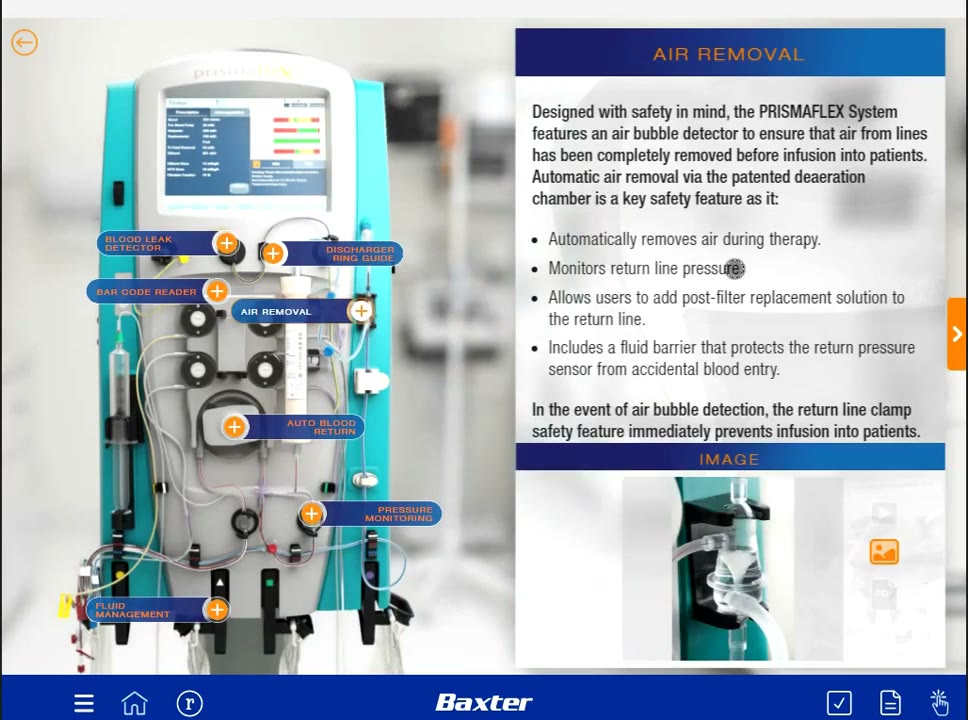 prismaflex
BLOOD LEAK
DETECTOR
DISCHARGER
RING GUIDE
BAR CODE READER
AIR REMOVAL
AUTO BLOOD
RETURN
PRESSURE
MONITORING
FLUID
MANAGEMENT
AIR REMOVAL
Designed with safety in mind, the PRISMAFLEX System
features an air bubble detector to ensure that air from lines
has been completely removed before infusion into patients.
Automatic air removal via the patented deaeration
chamber is a key safety feature as it:
• Automatically removes air during therapy.
• Monitors return line pressure.
• Allows users to add post-filter replacement solution to
the return line.
• Includes a fluid barrier that protects the return pressure
sensor from accidental blood entry.
In the event of air bubble detection, the return line clamp
safety feature immediately prevents infusion into patients.
IMAGE
r
Baxter